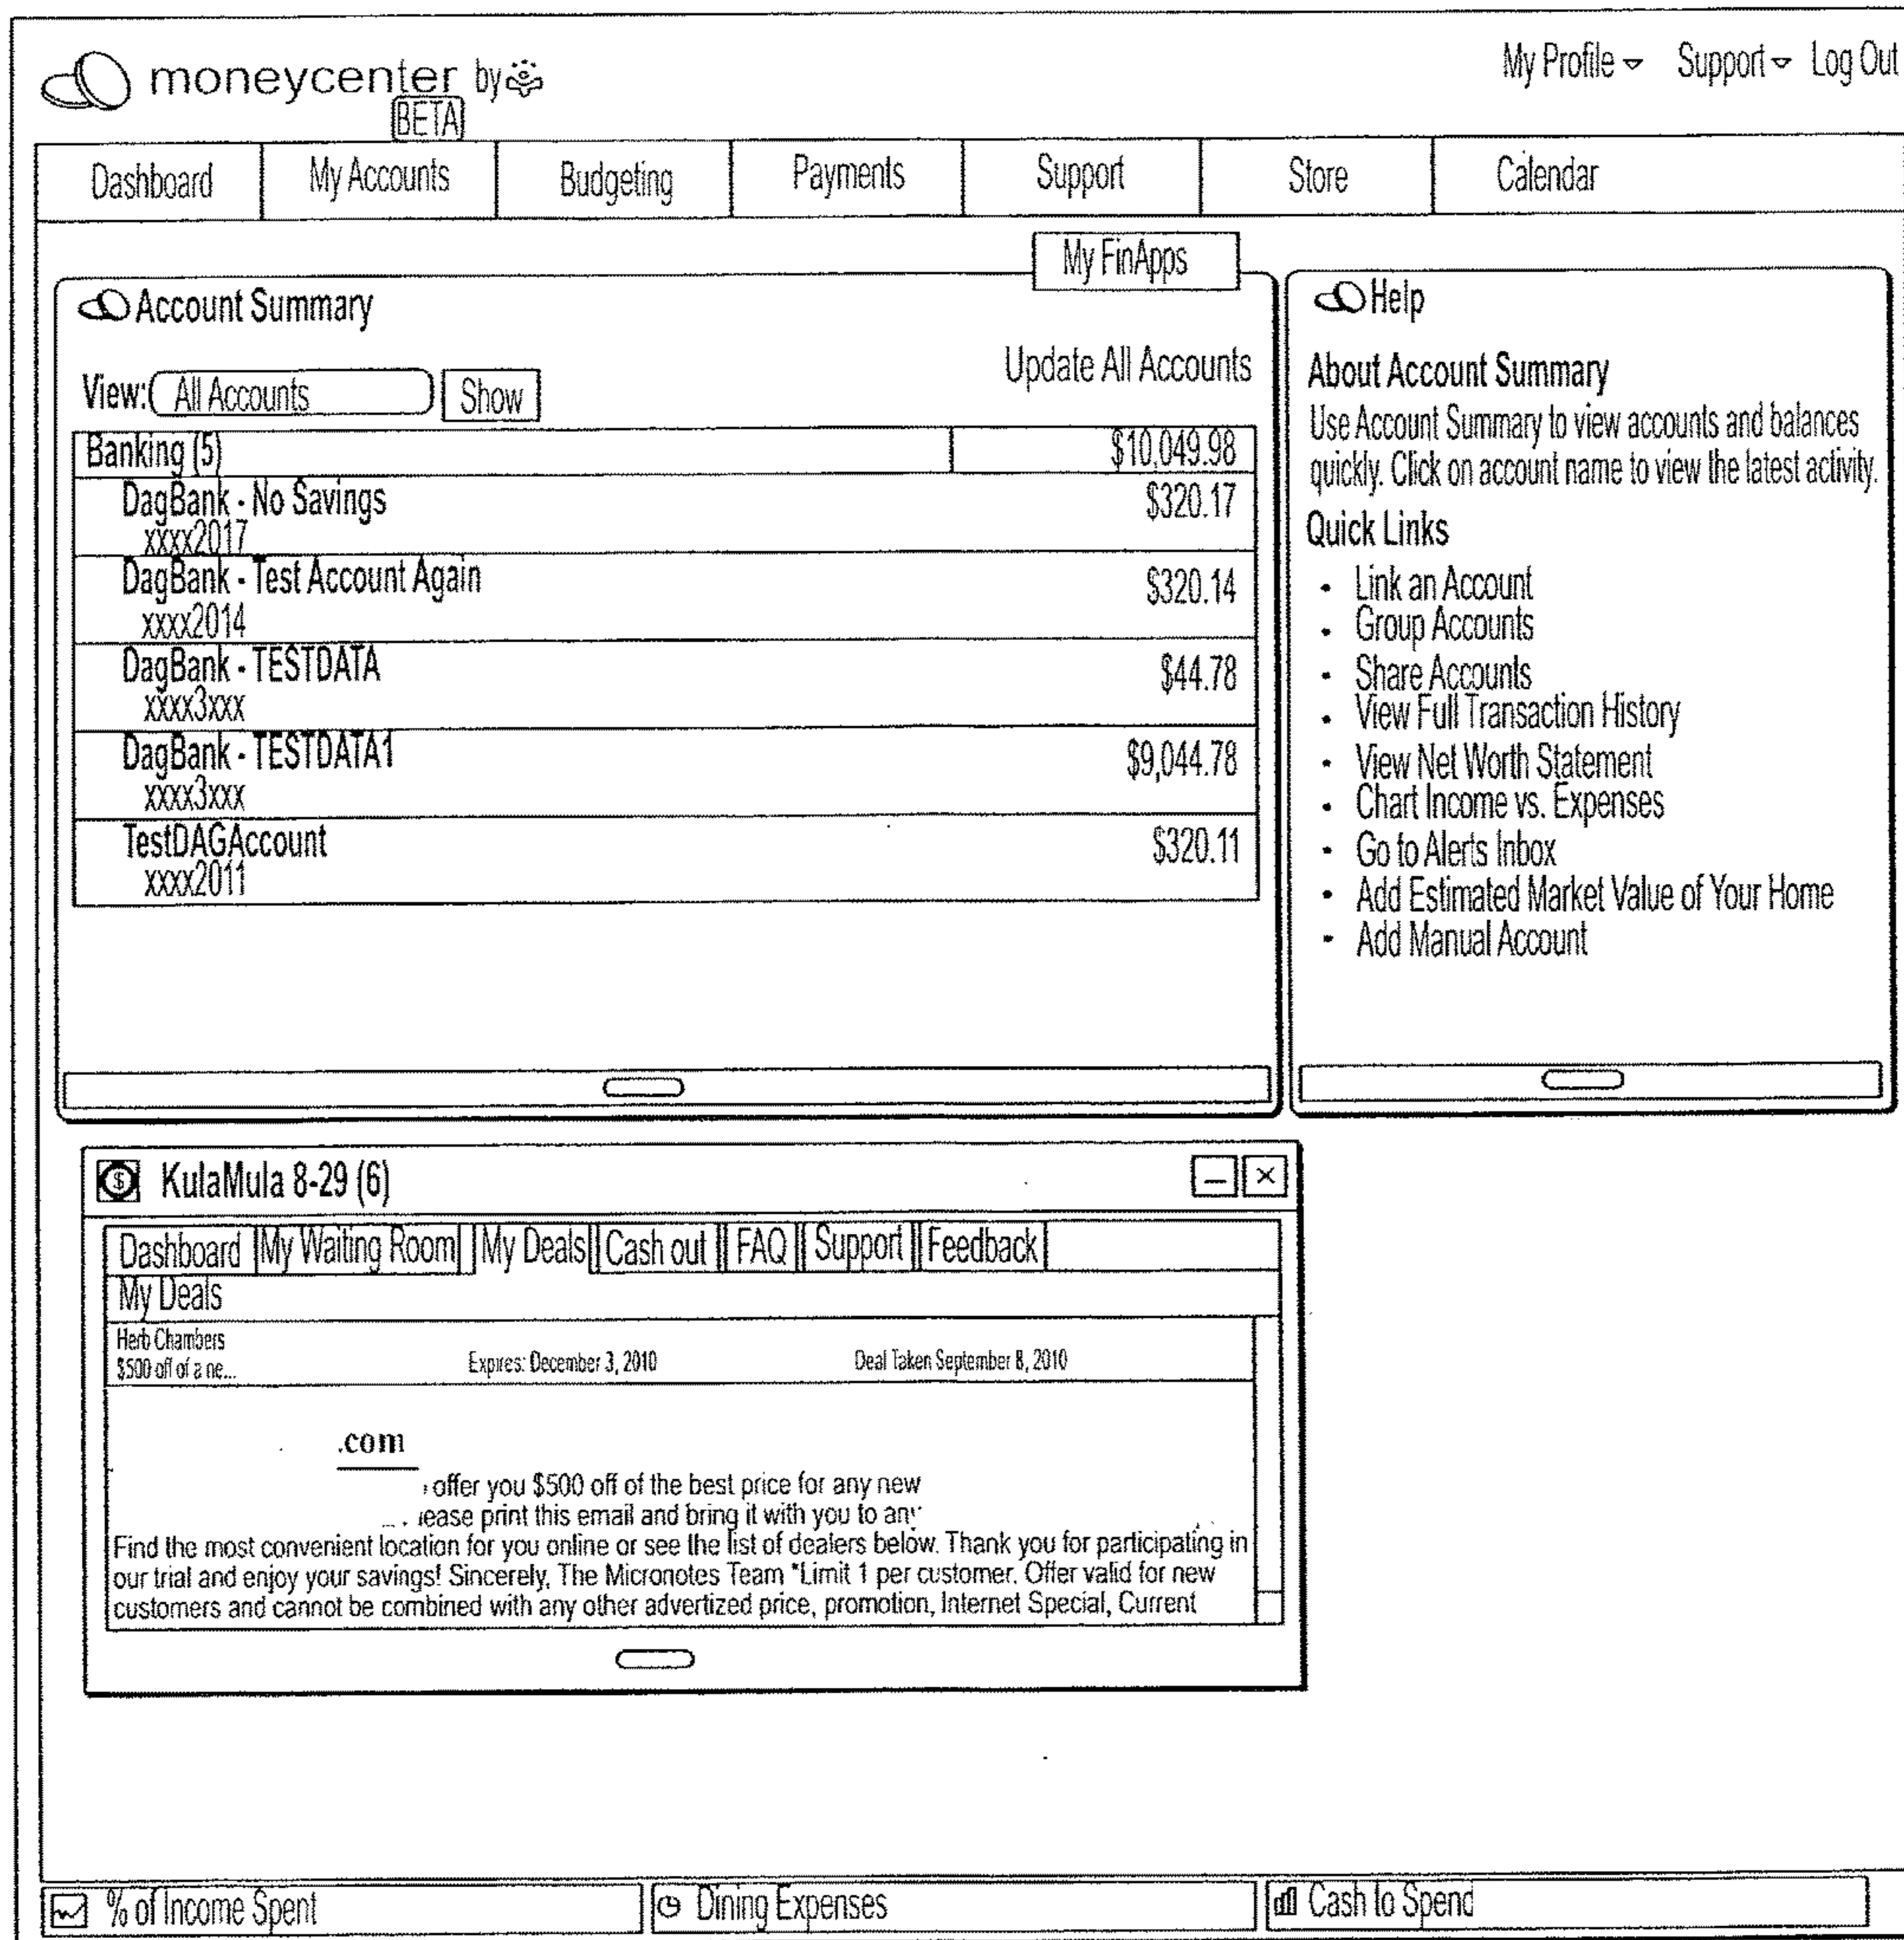 moneycenter by
BETA
My Profile Support Log Out
Dashboard My Accounts Budgeting Payments Support Store Calendar
My FinApps
Account Summary
Update All Accounts
View: All Accounts Show
Banking (5) $10,049.98
DagBank - No Savings $320.17
xxxx2017
DagBank - Test Account Again $320.14
xxxx2014
DagBank - TESTDATA $44.78
xxxx3xxx
DagBank - TESTDATA1 $9,044.78
xxxx3xxx
TestDAGAccount $320.11
xxxx2011
Help
About Account Summary
Use Account Summary to view accounts and balances
quickly. Click on account name to view the latest activity.
Quick Links
• Link an Account
• Group Accounts
• Share Accounts
• View Full Transaction History
• View Net Worth Statement
• Chart Income vs. Expenses
• Go to Alerts Inbox
• Add Estimated Market Value of Your Home
• Add Manual Account
KulaMula 8-29 (6)
Dashboard My Waiting Room My Deals Cash out FAQ Support Feedback
My Deals
Herb Chambers
$500 off of a ne... Expires: December 3, 2010 Deal Taken September 8, 2010
.com
offer you $500 off of the best price for any new
print this email and bring it with you to any
Find the most convenient location for you online or see the list of dealers below. Thank you for participating in
our trial and enjoy your savings! Sincerely, The Micronotes Team *Limit 1 per customer. Offer valid for new
customers and cannot be combined with any other advertized price, promotion, Internet Special, Current
% of Income Spent Dining Expenses Cash to Spend